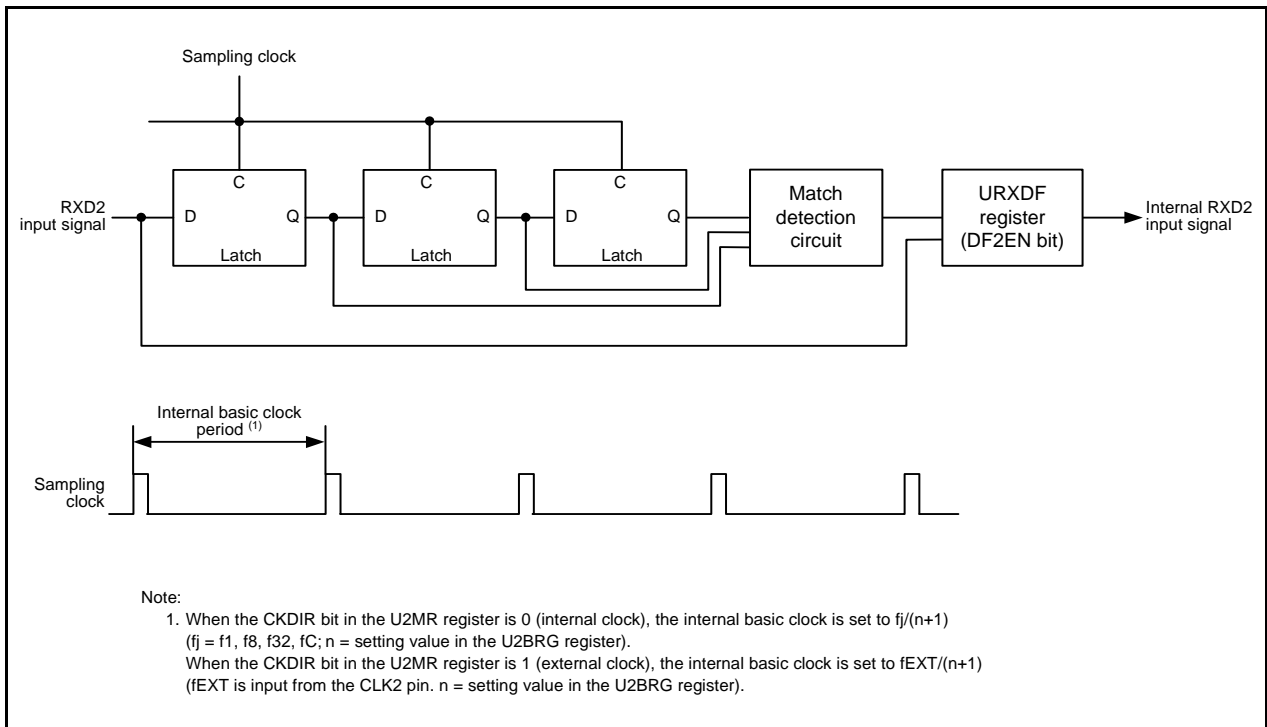 Sampling clock
C
C
C
RXD2
input signal
D
Q
D
Q
D
Q
Latch
Latch
Latch
Match
detection
circuit
URXDF
register
(DF2EN bit)
Internal RXD2
input signal
Internal basic clock
period (1)
Sampling
clock
Note:
1. When the CKDIR bit in the U2MR register is 0 (internal clock), the internal basic clock is set to fj/(n+1)
(fj = f1, f8, f32, fC; n = setting value in the U2BRG register).
When the CKDIR bit in the U2MR register is 1 (external clock), the internal basic clock is set to fEXT/(n+1)
(fEXT is input from the CLK2 pin. n = setting value in the U2BRG register).